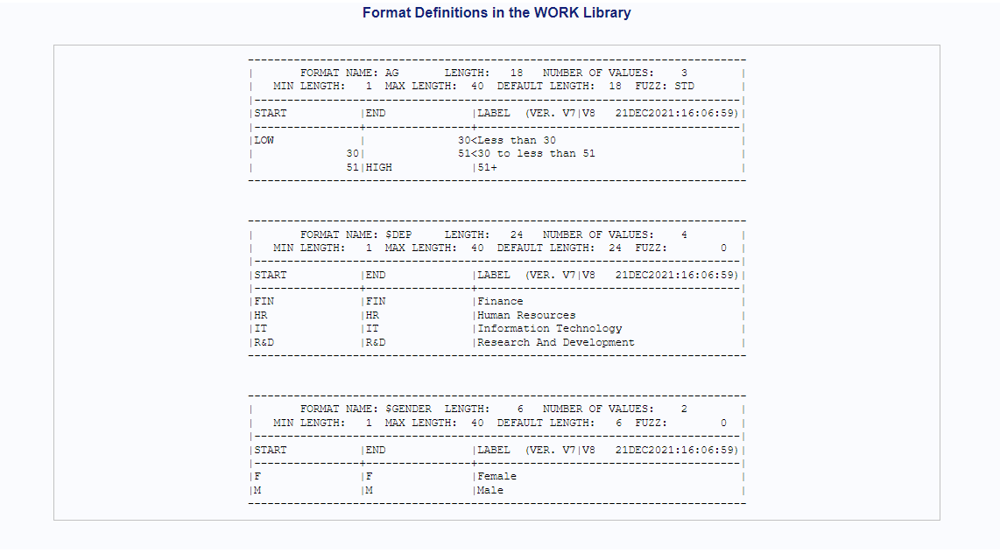 Format Definitions in the WORK Library
----------------------------------------------------------------------------
|       FORMAT NAME: AG       LENGTH:   18   NUMBER OF VALUES:    3        |
|   MIN LENGTH:   1  MAX LENGTH:  40  DEFAULT LENGTH:  18  FUZZ: STD       |
|--------------------------------------------------------------------------|
|START           |END             |LABEL  (VER. V7|V8   21DEC2021:16:06:59)|
|----------------+----------------+----------------------------------------|
|LOW             |              30<Less than 30                            |
|              30|              51<30 to less than 51                      |
|              51|HIGH            |51+                                     |
----------------------------------------------------------------------------
----------------------------------------------------------------------------
|       FORMAT NAME: $DEP     LENGTH:   24   NUMBER OF VALUES:    4        |
|   MIN LENGTH:   1  MAX LENGTH:  40  DEFAULT LENGTH:  24  FUZZ:        0  |
|--------------------------------------------------------------------------|
|START           |END             |LABEL  (VER. V7|V8   21DEC2021:16:06:59)|
|----------------+----------------+----------------------------------------|
|FIN             |FIN             |Finance                                 |
|HR              |HR              |Human Resources                         |
|IT              |IT              |Information Technology                  |
|R&D             |R&D             |Research And Development                |
----------------------------------------------------------------------------
----------------------------------------------------------------------------
|       FORMAT NAME: $GENDER  LENGTH:    6   NUMBER OF VALUES:    2        |
|   MIN LENGTH:   1  MAX LENGTH:  40  DEFAULT LENGTH:   6  FUZZ:        0  |
|--------------------------------------------------------------------------|
|START           |END             |LABEL  (VER. V7|V8   21DEC2021:16:06:59)|
|----------------+----------------+----------------------------------------|
|F               |F               |Female                                  |
|M               |M               |Male                                    |
----------------------------------------------------------------------------